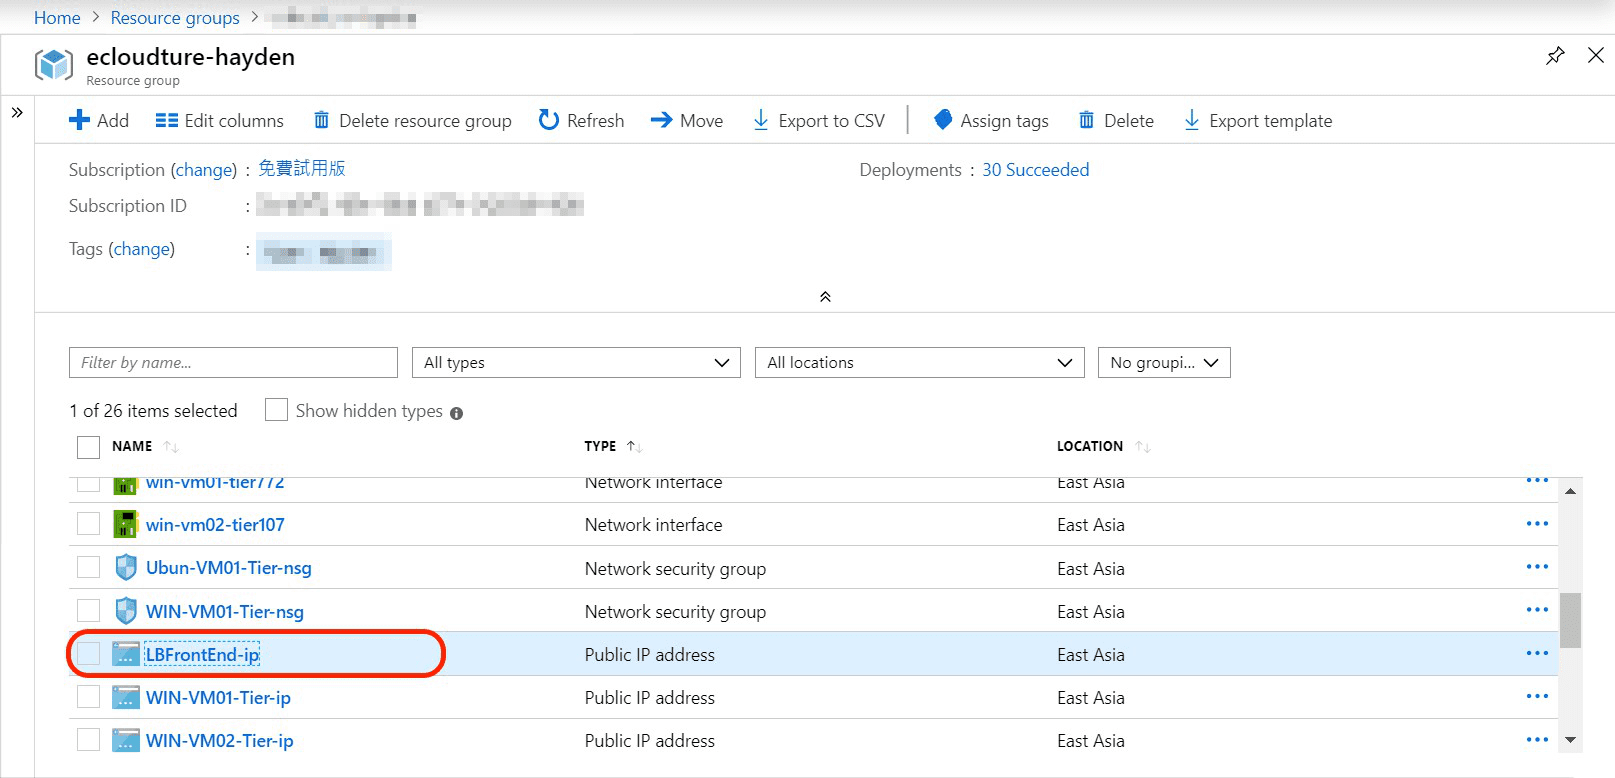 Home > Resource groups >
ecloudture-hayden
Resource group
Add Edit columns Delete resource group Refresh Move Export to CSV Assign tags Delete Export template
Subscription (change) : 免費試用版 Deployments : 30 Succeeded
Subscription ID :
Tags (change) :
Filter by name... All types All locations No groupi...
1 of 26 items selected Show hidden types
NAME TYPE LOCATION
win-vm01-tier772 Network interface East Asia
win-vm02-tier107 Network interface East Asia
Ubun-VM01-Tier-nsg Network security group East Asia
WIN-VM01-Tier-nsg Network security group East Asia
LBFrontEnd-ip Public IP address East Asia
WIN-VM01-Tier-ip Public IP address East Asia
WIN-VM02-Tier-ip Public IP address East Asia